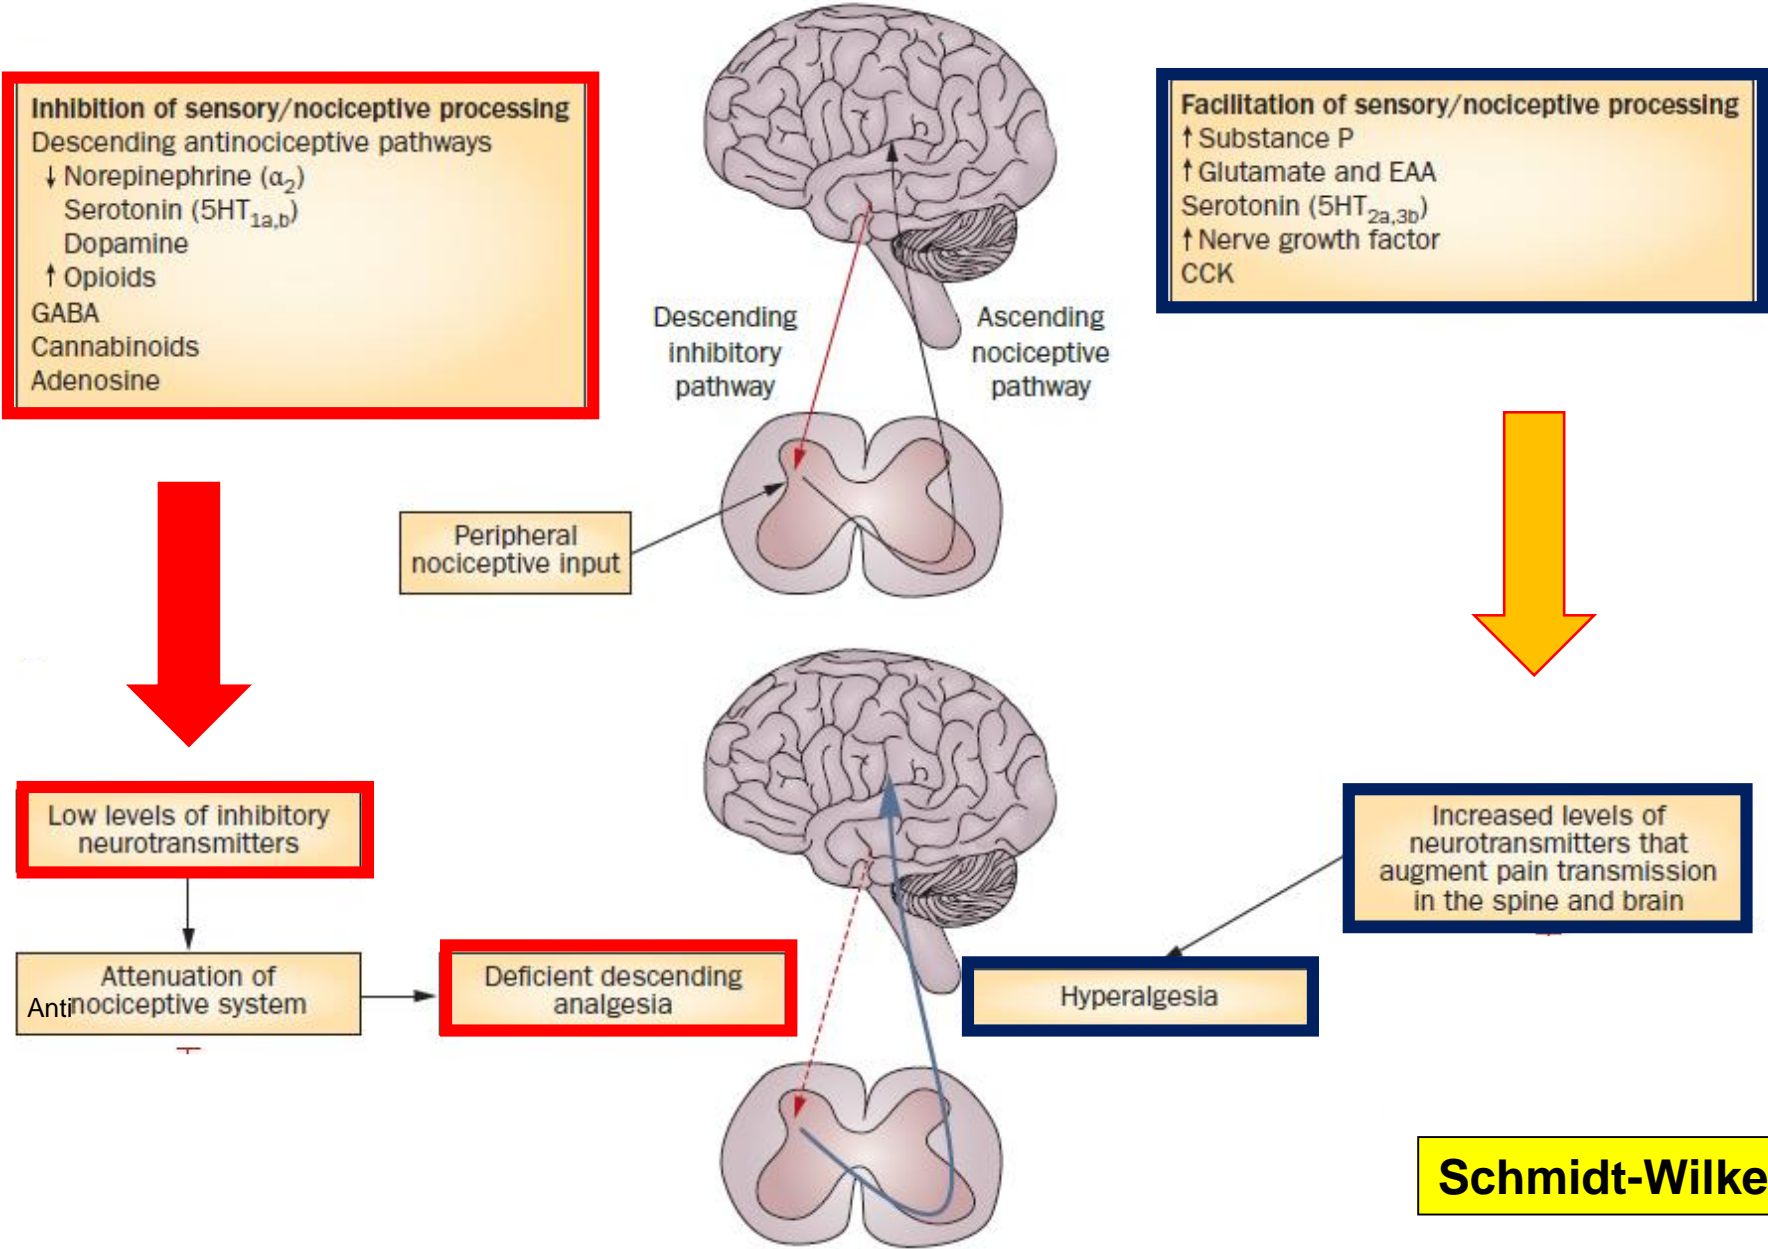 Inhibition of sensory/nociceptive processing
Descending antinociceptive pathways
↓ Norepinephrine (α₂)
Serotonin (5HT₁ₐ,b)
Dopamine
↑ Opioids
GABA
Cannabinoids
Adenosine
Facilitation of sensory/nociceptive processing
↑ Substance P
↑ Glutamate and EAA
Serotonin (5HT₂ₐ,₃b)
↑ Nerve growth factor
CCK
Descending
inhibitory
pathway
Ascending
nociceptive
pathway
Peripheral
nociceptive input
Low levels of inhibitory
neurotransmitters
Attenuation of
Antinociceptive system
Deficient descending
analgesia
Increased levels of
neurotransmitters that
augment pain transmission
in the spine and brain
Hyperalgesia
Schmidt-Wilke